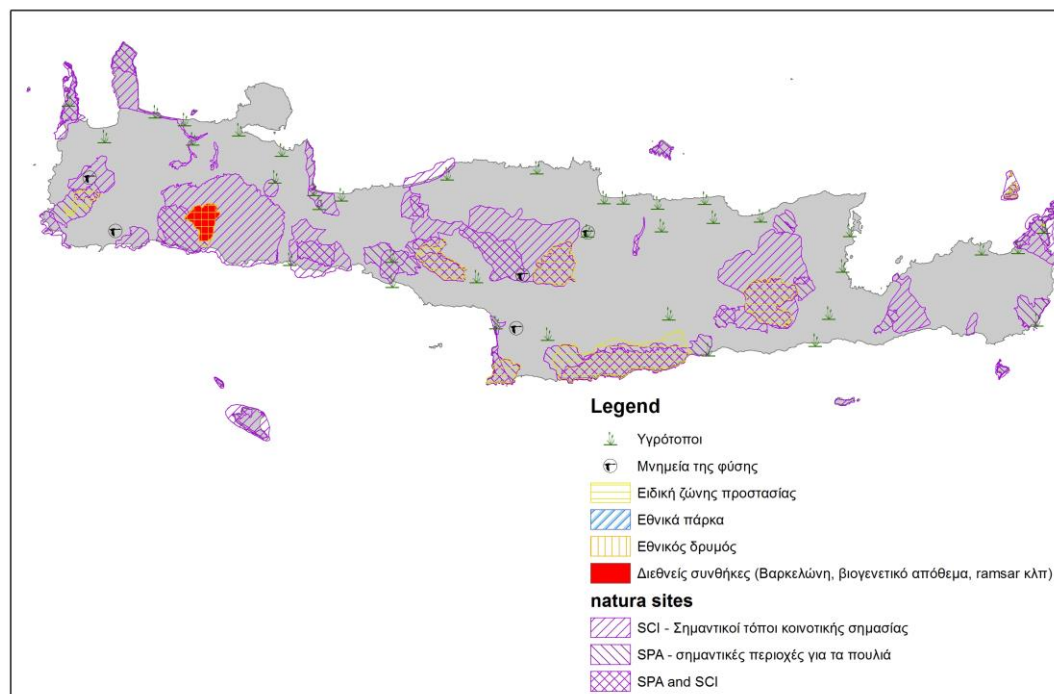 Legend
Υγρότοποι
Μνημεία της φύσης
Ειδική ζώνης προστασίας
Εθνικά πάρκα
Εθνικός δρυμός
Διεθνείς συνθήκες (Βαρκελώνη, βιογενετικό απόθεμα, ramsar κλπ)
natura sites
SCI - Σημαντικοί τόποι κοινοτικής σημασίας
SPA - σημαντικές περιοχές για τα πουλιά
SPA and SCI